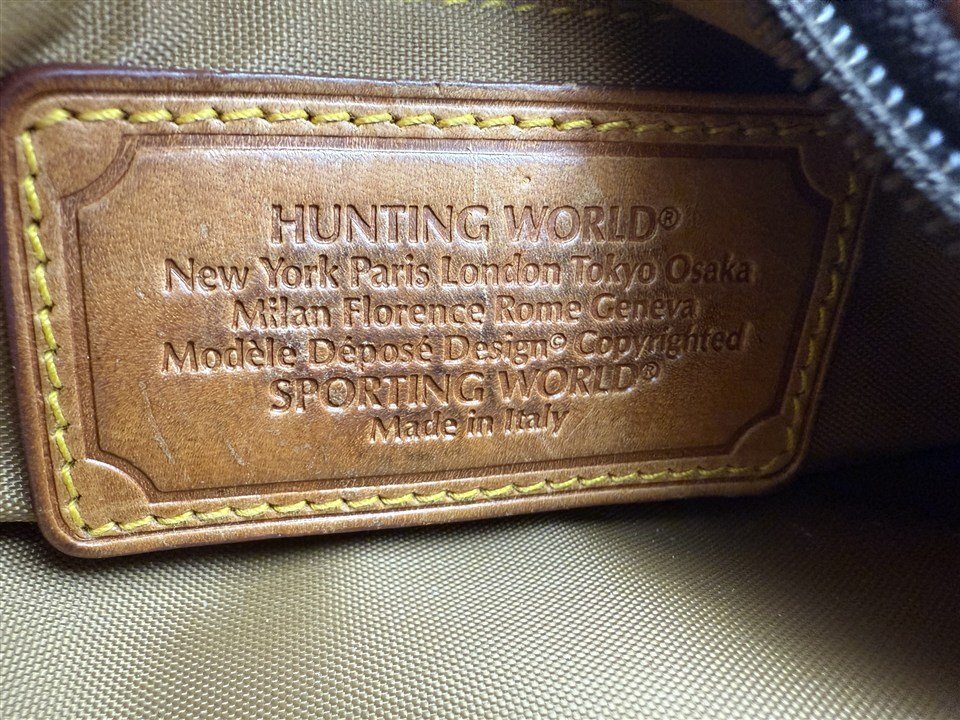 HUNTING WORLD®
New York Paris London Tokyo Osaka
Milan Florence Rome Geneva
Modèle Déposé Design© Copyrighted
SPORTING WORLD®
Made in Italy